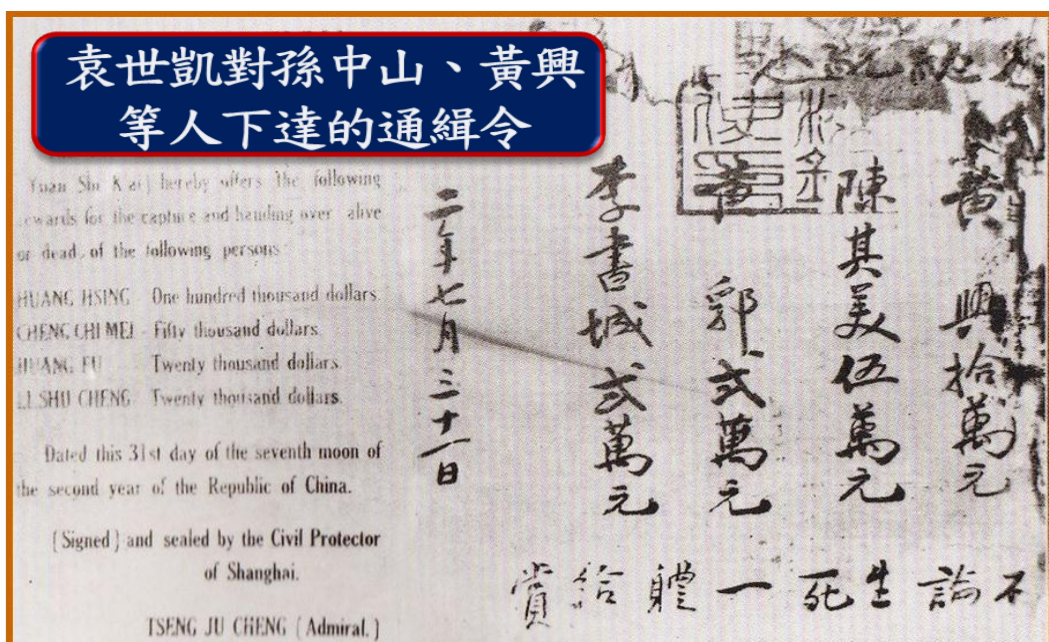 袁世凱對孫中山、黃興
等人下達的通緝令
Yuan Shi Kai] hereby offers the following
rewards for the capture and handing over alive
or dead, of the following persons:
HUANG HSING One hundred thousand dollars.
CHENG CHI MEI - Fifty thousand dollars.
HUANG FU Twenty thousand dollars.
LI SHU CHENG Twenty thousand dollars.
Dated this 31st day of the seventh moon of
the second year of the Republic of China.
[Signed] and sealed by the Civil Protector
of Shanghai.
TSENG JU CHENG (Admiral.)
黃興拾萬元
陳其美伍萬元
黃郛弍萬元
李書城弍萬元
二年七月三十一日
不論生死一體給賞